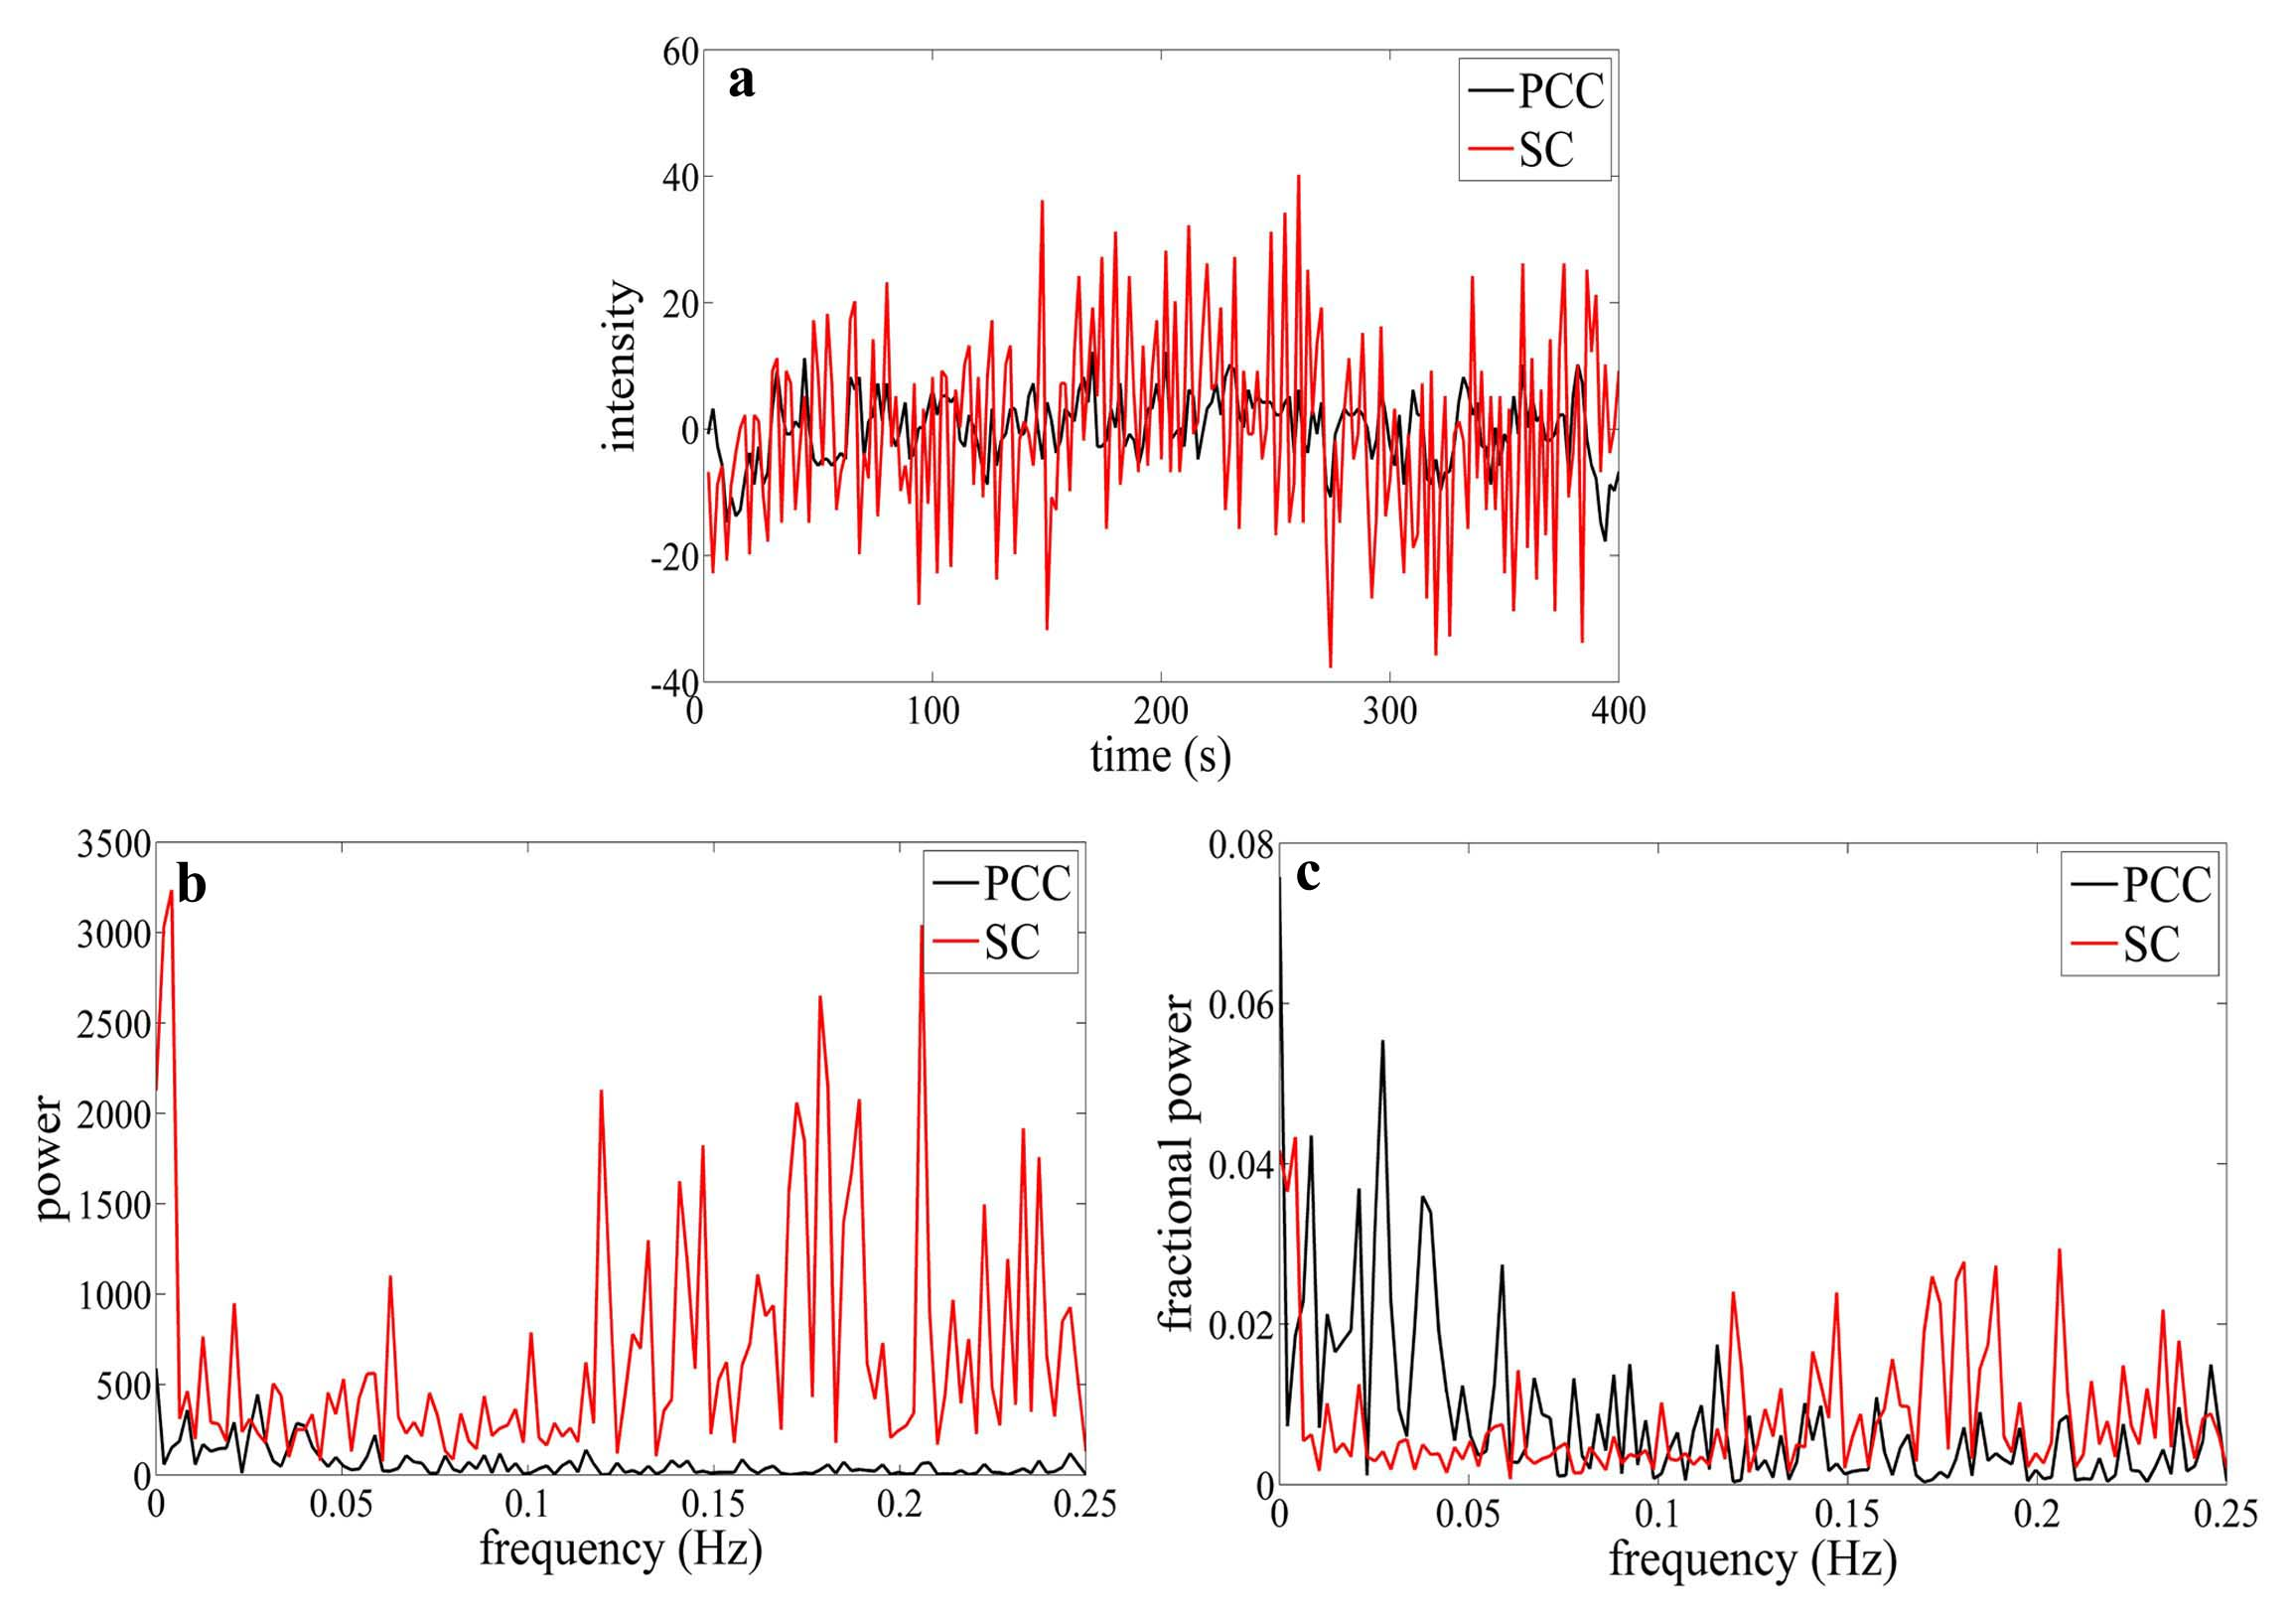 a
60
40
20
0
-20
-40
intensity
PCC
SC
0 100 200 300 400
time (s)
b
3500
3000
2500
2000
1500
1000
500
0
power
PCC
SC
0 0.05 0.1 0.15 0.2 0.25
frequency (Hz)
c
0.08
0.06
0.04
0.02
0
fractional power
PCC
SC
0 0.05 0.1 0.15 0.2 0.25
frequency (Hz)